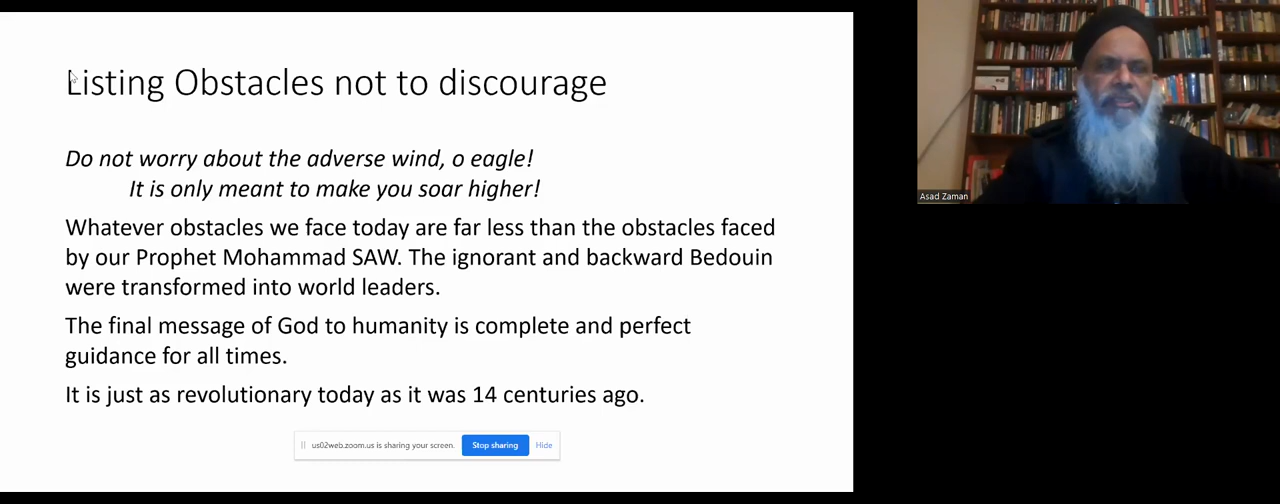 Listing Obstacles not to discourage
Do not worry about the adverse wind, o eagle!
It is only meant to make you soar higher!
Whatever obstacles we face today are far less than the obstacles faced
by our Prophet Mohammad SAW. The ignorant and backward Bedouin
were transformed into world leaders.
The final message of God to humanity is complete and perfect
guidance for all times.
It is just as revolutionary today as it was 14 centuries ago.
us02web.zoom.us is sharing your screen. Stop sharing Hide
Asad Zaman